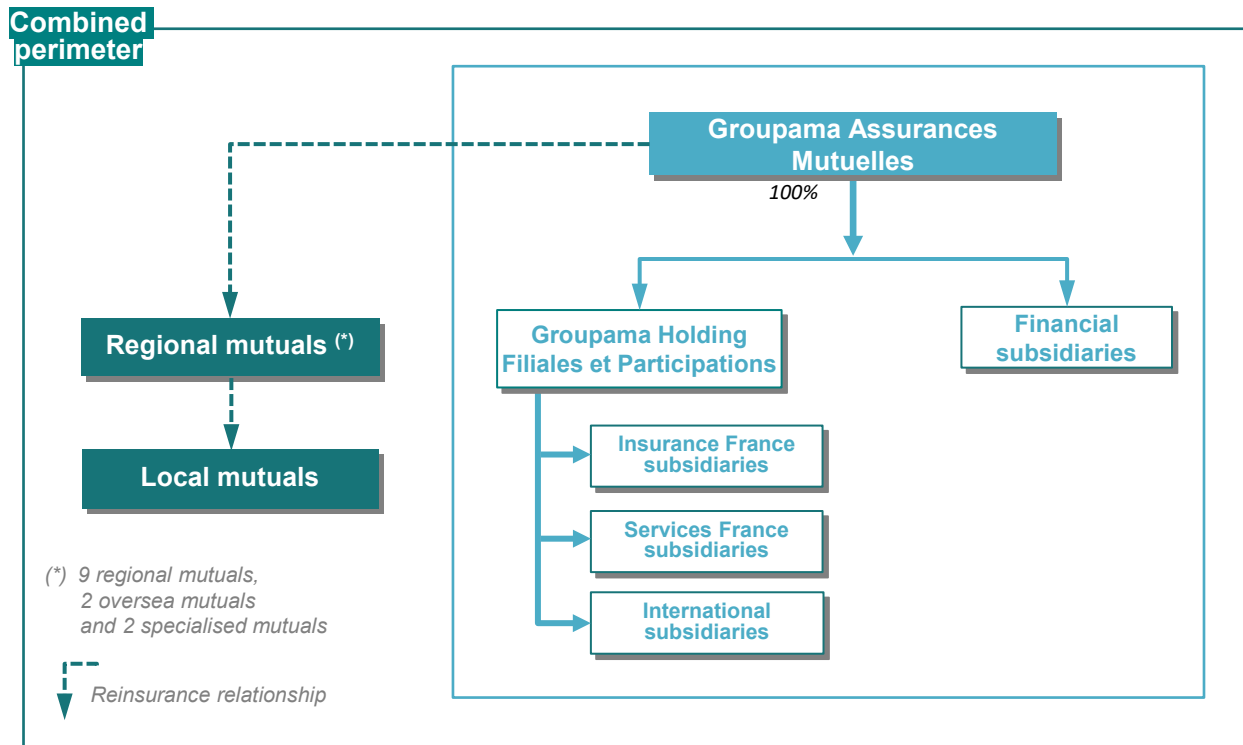 Combined
perimeter
Groupama Assurances
Mutuelles
100%
Regional mutuals (*)
Groupama Holding
Filiales et Participations
Financial
subsidiaries
Insurance France
subsidiaries
Local mutuals
Services France
subsidiaries
(*) 9 regional mutuals,
2 oversea mutuals
and 2 specialised mutuals
International
subsidiaries
Reinsurance relationship